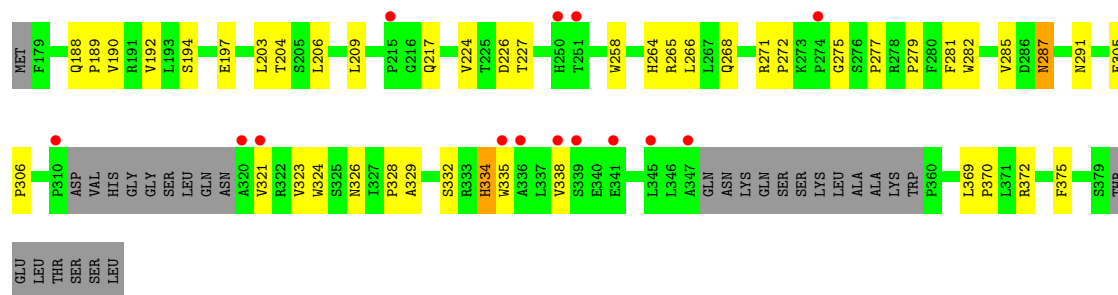 MET F179 Q188 P189 V190 R191 V192 L193 S194 E197 L203 T204 S205 L206 L209 P215 G216 Q217 V224 T225 D226 T227 H250 T251 W258 H264 R265 L266 L267 Q268 R271 P272 K273 P274 G275 S276 P277 R278 P279 F280 F281 W282 V285 D286 N287 N291
P306 P310 ASP VAL HIS GLY GLY SER LEU GLN ASN A320 V321 R322 V323 W324 S325 N326 I327 P328 A329 S332 R333 H334 W335 A336 L337 V338 S339 E340 E341 L345 L346 A347 GLN ASN LYS GLN SER SER LYS LEU ALA ALA LYS TRP P360 L369 P370 L371 R372 F375 S379
GLU LEU THR SER SER LEU